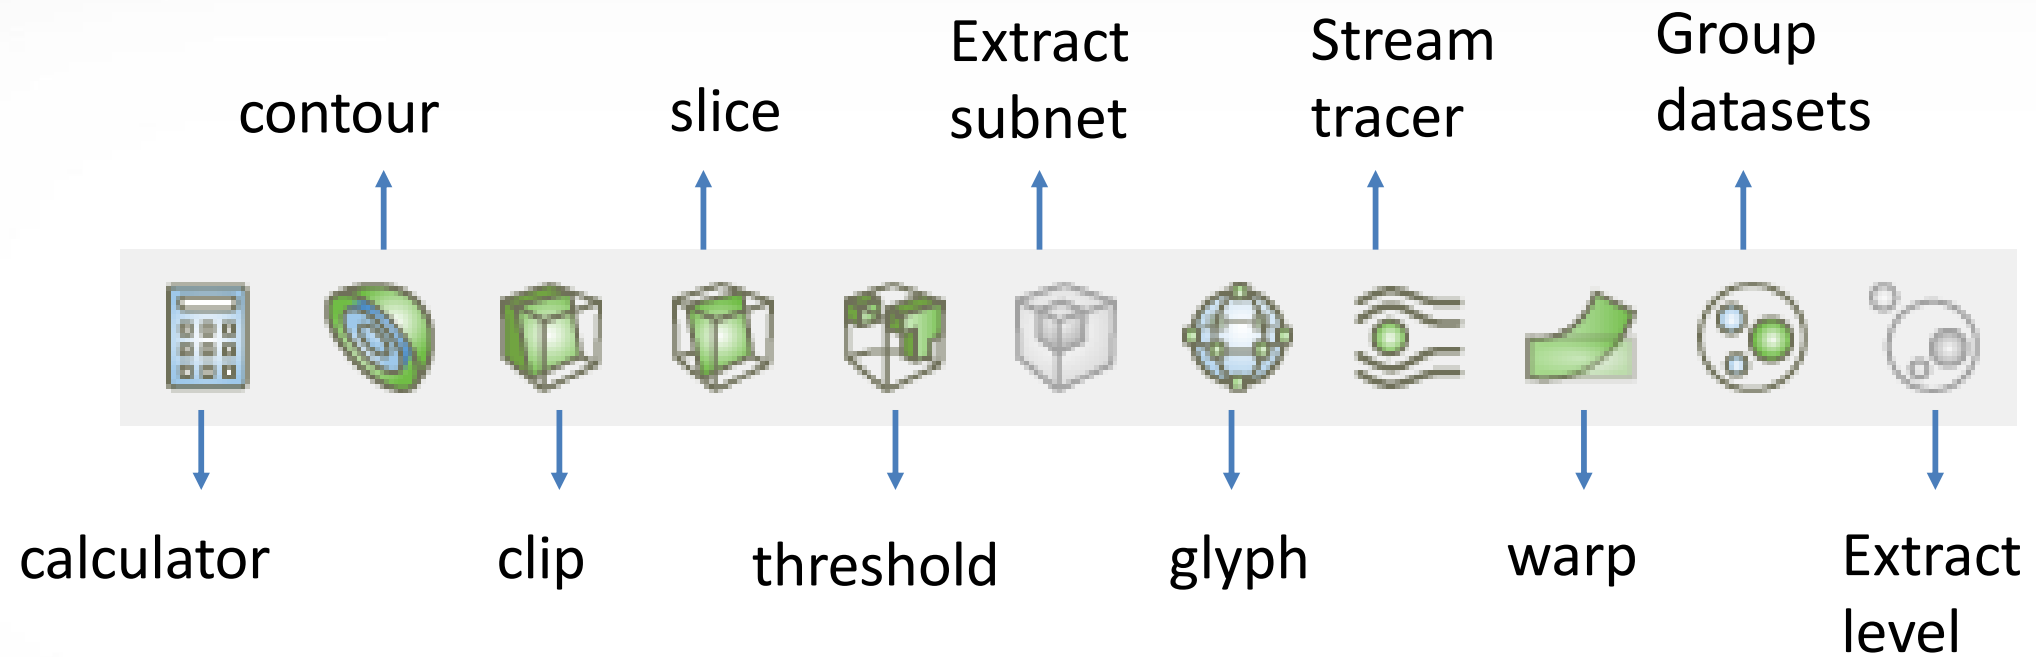 contour
slice
Extract
subnet
Stream
tracer
Group
datasets
calculator
clip
threshold
glyph
warp
Extract
level